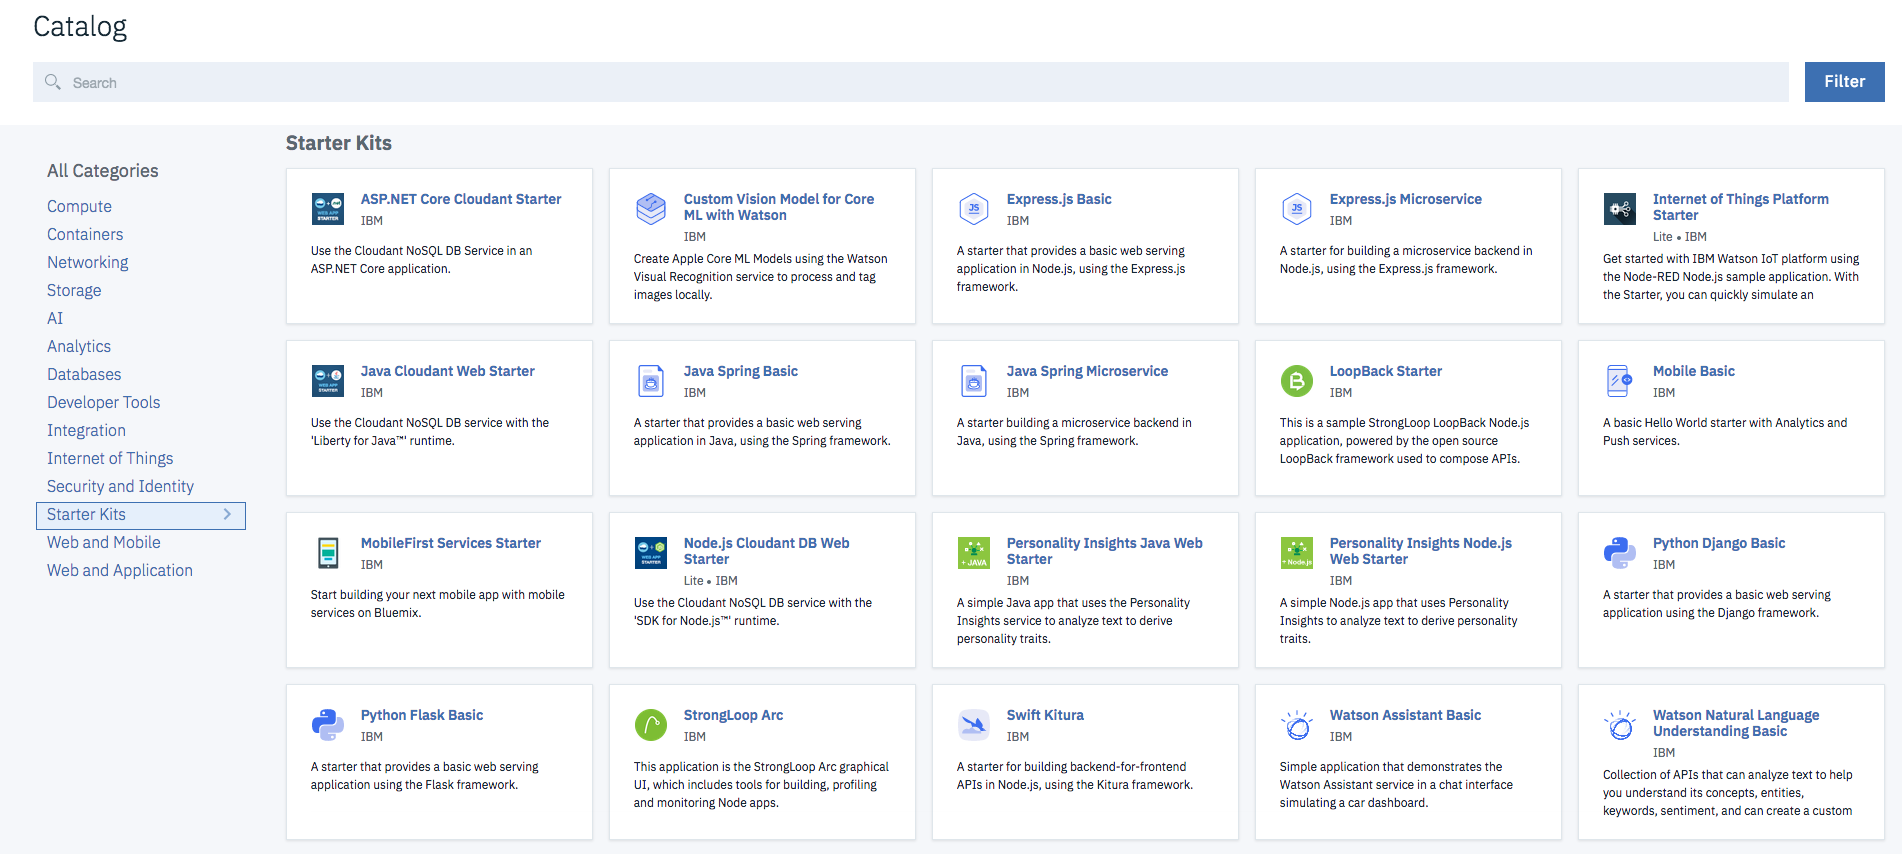 Catalog
Search
Filter
All Categories
Compute
Containers
Networking
Storage
AI
Analytics
Databases
Developer Tools
Integration
Internet of Things
Security and Identity
Starter Kits
Web and Mobile
Web and Application
Starter Kits
ASP.NET Core Cloudant Starter
IBM
Use the Cloudant NoSQL DB Service in an
ASP.NET Core application.
Custom Vision Model for Core
ML with Watson
IBM
Create Apple Core ML Models using the Watson
Visual Recognition service to process and tag
images locally.
JS
Express.js Basic
IBM
A starter that provides a basic web serving
application in Node.js, using the Express.js
framework.
JS
Express.js Microservice
IBM
A starter for building a microservice backend in
Node.js, using the Express.js framework.
Internet of Things Platform
Starter
Lite • IBM
Get started with IBM Watson IoT platform using
the Node-RED Node.js sample application. With
the Starter, you can quickly simulate an
WEB APP
STARTER
Java Cloudant Web Starter
IBM
Use the Cloudant NoSQL DB service with the
'Liberty for Java™' runtime.
Java Spring Basic
IBM
A starter that provides a basic web serving
application in Java, using the Spring framework.
Java Spring Microservice
IBM
A starter building a microservice backend in
Java, using the Spring framework.
LoopBack Starter
IBM
This is a sample StrongLoop LoopBack Node.js
application, powered by the open source
LoopBack framework used to compose APIs.
Mobile Basic
IBM
A basic Hello World starter with Analytics and
Push services.
MobileFirst Services Starter
IBM
Start building your next mobile app with mobile
services on Bluemix.
WEB APP
STARTER
Node.js Cloudant DB Web
Starter
Lite • IBM
Use the Cloudant NoSQL DB service with the
'SDK for Node.js™' runtime.
+ JAVA
Personality Insights Java Web
Starter
IBM
A simple Java app that uses the Personality
Insights service to analyze text to derive
personality traits.
+ Node.js
Personality Insights Node.js
Web Starter
IBM
A simple Node.js app that uses Personality
Insights to analyze text to derive personality
traits.
Python Django Basic
IBM
A starter that provides a basic web serving
application using the Django framework.
Python Flask Basic
IBM
A starter that provides a basic web serving
application using the Flask framework.
StrongLoop Arc
IBM
This application is the StrongLoop Arc graphical
UI, which includes tools for building, profiling
and monitoring Node apps.
Swift Kitura
IBM
A starter for building backend-for-frontend
APIs in Node.js, using the Kitura framework.
Watson Assistant Basic
IBM
Simple application that demonstrates the
Watson Assistant service in a chat interface
simulating a car dashboard.
Watson Natural Language
Understanding Basic
IBM
Collection of APIs that can analyze text to help
you understand its concepts, entities,
keywords, sentiment, and can create a custom